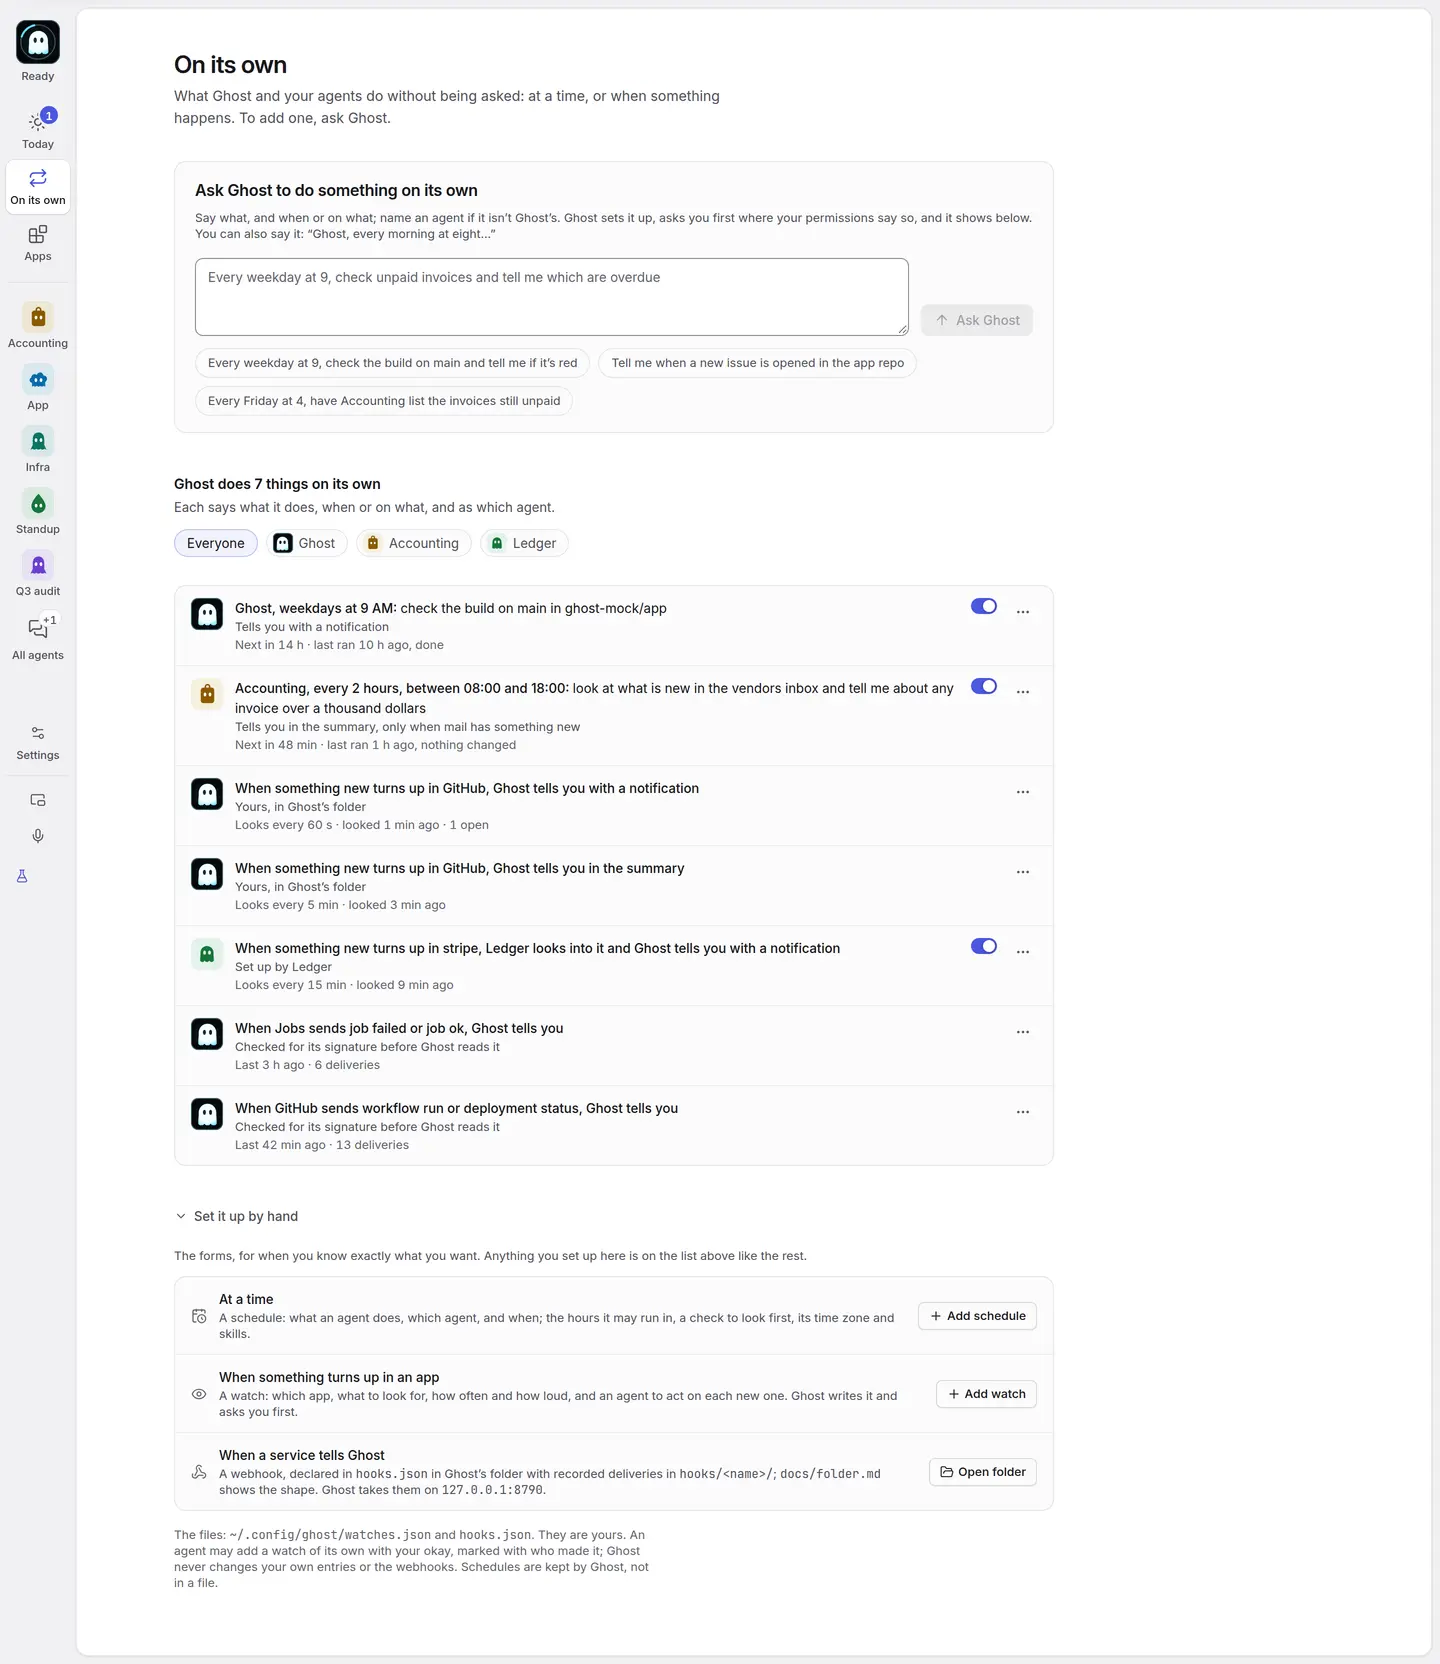 Ready
1
Today
On its own
Apps
Accounting
App
Infra
Standup
Q3 audit
+1
All agents
Settings
On its own
What Ghost and your agents do without being asked: at a time, or when something
happens. To add one, ask Ghost.
Ask Ghost to do something on its own
Say what, and when or on what; name an agent if it isn’t Ghost’s. Ghost sets it up, asks you first where your permissions say so, and it shows below.
You can also say it: “Ghost, every morning at eight…”
Every weekday at 9, check unpaid invoices and tell me which are overdue
Ask Ghost
Every weekday at 9, check the build on main and tell me if it’s red
Tell me when a new issue is opened in the app repo
Every Friday at 4, have Accounting list the invoices still unpaid
Ghost does 7 things on its own
Each says what it does, when or on what, and as which agent.
Everyone
Ghost
Accounting
Ledger
Ghost, weekdays at 9 AM: check the build on main in ghost-mock/app
Tells you with a notification
Next in 14 h · last ran 10 h ago, done
Accounting, every 2 hours, between 08:00 and 18:00: look at what is new in the vendors inbox and tell me about any
invoice over a thousand dollars
Tells you in the summary, only when mail has something new
Next in 48 min · last ran 1 h ago, nothing changed
When something new turns up in GitHub, Ghost tells you with a notification
Yours, in Ghost’s folder
Looks every 60 s · looked 1 min ago · 1 open
When something new turns up in GitHub, Ghost tells you in the summary
Yours, in Ghost’s folder
Looks every 5 min · looked 3 min ago
When something new turns up in stripe, Ledger looks into it and Ghost tells you with a notification
Set up by Ledger
Looks every 15 min · looked 9 min ago
When Jobs sends job failed or job ok, Ghost tells you
Checked for its signature before Ghost reads it
Last 3 h ago · 6 deliveries
When GitHub sends workflow run or deployment status, Ghost tells you
Checked for its signature before Ghost reads it
Last 42 min ago · 13 deliveries
Set it up by hand
The forms, for when you know exactly what you want. Anything you set up here is on the list above like the rest.
At a time
A schedule: what an agent does, which agent, and when; the hours it may run in, a check to look first, its time zone and
skills.
Add schedule
When something turns up in an app
A watch: which app, what to look for, how often and how loud, and an agent to act on each new one. Ghost writes it and
asks you first.
Add watch
When a service tells Ghost
A webhook, declared in hooks.json in Ghost’s folder with recorded deliveries in hooks/<name>/; docs/folder.md
shows the shape. Ghost takes them on 127.0.0.1:8790.
Open folder
The files: ~/.config/ghost/watches.json and hooks.json. They are yours. An
agent may add a watch of its own with your okay, marked with who made it; Ghost
never changes your own entries or the webhooks. Schedules are kept by Ghost, not
in a file.